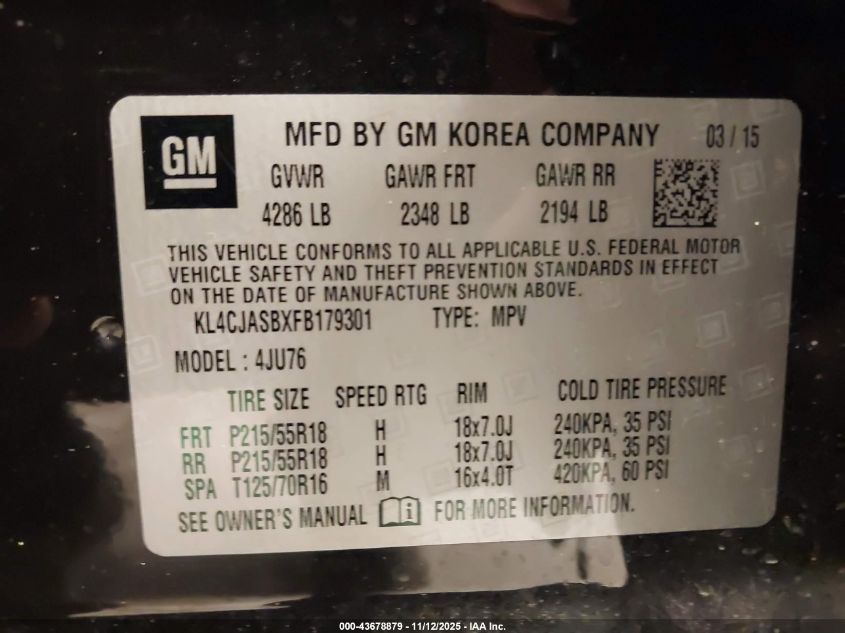 GM
MFD BY GM KOREA COMPANY 03 / 15
GVWR GAWR FRT GAWR RR
4286 LB 2348 LB 2194 LB
THIS VEHICLE CONFORMS TO ALL APPLICABLE U.S. FEDERAL MOTOR
VEHICLE SAFETY AND THEFT PREVENTION STANDARDS IN EFFECT
ON THE DATE OF MANUFACTURE SHOWN ABOVE.
KL4CJASBXFB179301 TYPE: MPV
MODEL : 4JU76
TIRE SIZE SPEED RTG RIM COLD TIRE PRESSURE
FRT P215/55R18 H 18x7.0J 240KPA, 35 PSI
RR P215/55R18 H 18x7.0J 240KPA, 35 PSI
SPA T125/70R16 M 16x4.0T 420KPA, 60 PSI
SEE OWNER'S MANUAL i FOR MORE INFORMATION.
000-43678879 - 11/12/2025 - IAA Inc.